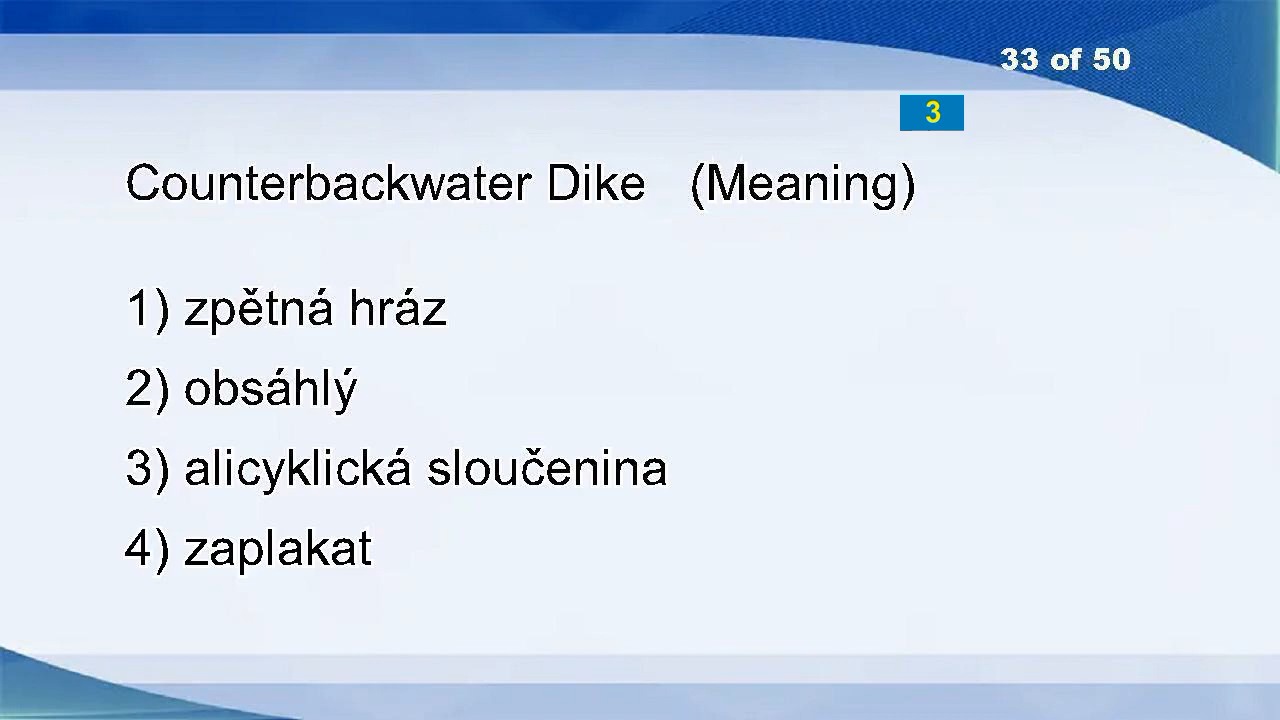 33 of 50
3
Counterbackwater Dike (Meaning)
1) zpětná hráz
2) obsáhlý
3) alicyklická sloučenina
4) zaplakat